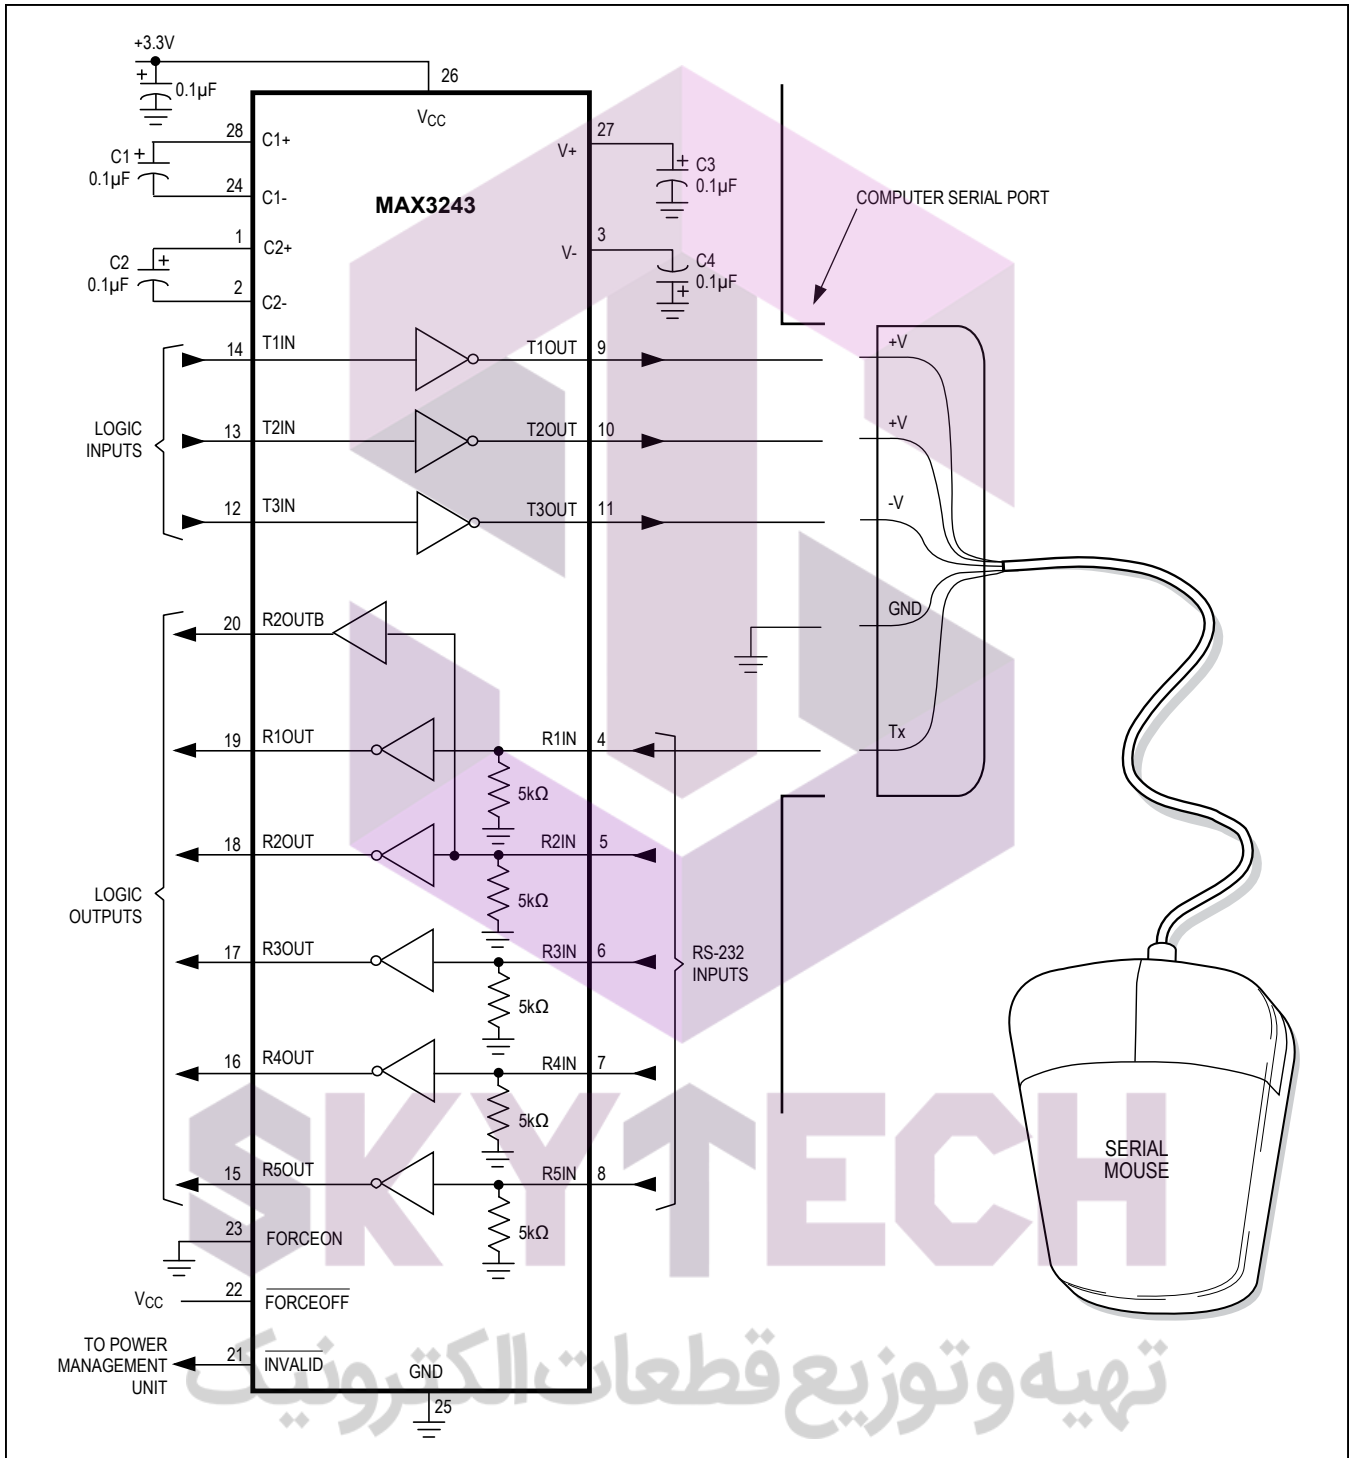 +3.3V
26
+
0.1µF
VCC
28
C1+
27
V+
C1
+
0.1µF
+
C3
0.1µF
24
C1-
MAX3243
COMPUTER SERIAL PORT
1
C2+
3
V-
C2
+
0.1µF
C4
0.1µF
+
2
C2-
14
T1IN
T1OUT
9
+V
LOGIC
INPUTS
13
T2IN
T2OUT
10
+V
12
T3IN
T3OUT
11
-V
20
R2OUTB
GND
19
R1OUT
R1IN
4
Tx
5kΩ
18
R2OUT
R2IN
5
5kΩ
LOGIC
OUTPUTS
17
R3OUT
R3IN
6
RS-232
INPUTS
5kΩ
16
R4OUT
R4IN
7
5kΩ
SKYTECH
SERIAL
MOUSE
15
R5OUT
R5IN
8
5kΩ
23
FORCEON
VCC
22
FORCEOFF
TO POWER
MANAGEMENT
UNIT
21
INVALID
GND
25
تهیه و توزیع قطعات الکترونیک